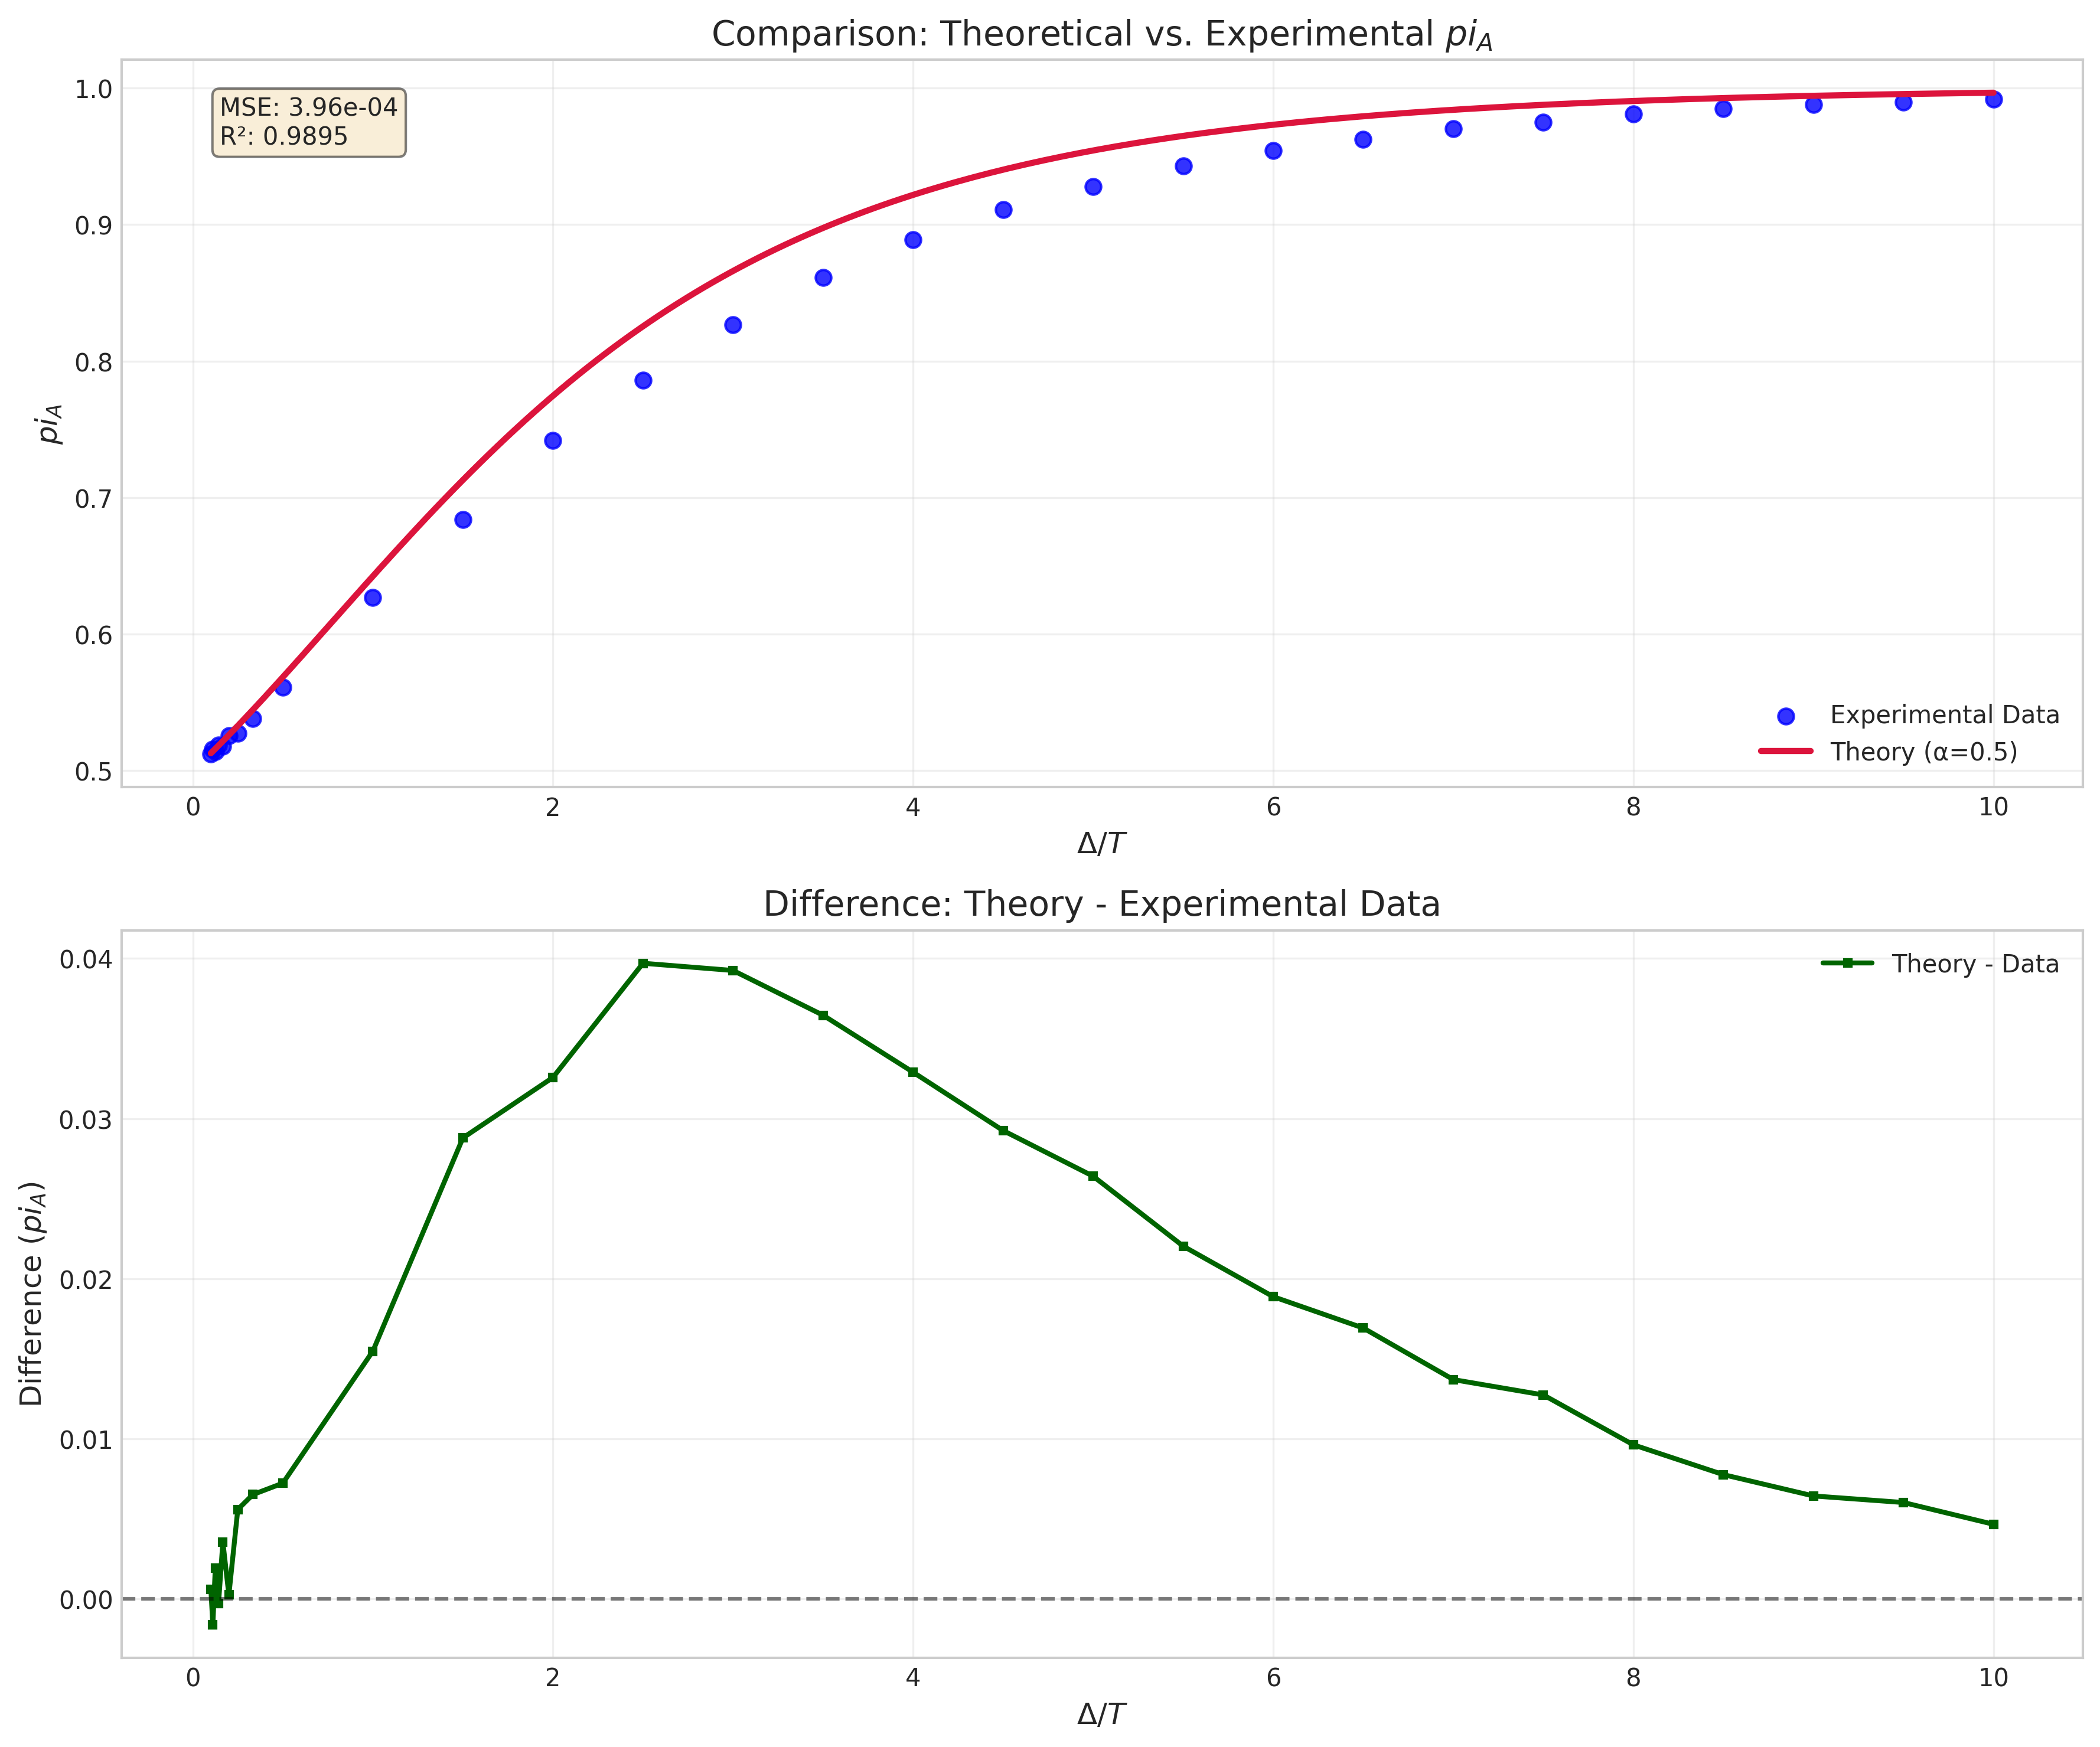 Comparison: Theoretical vs. Experimental pi_A
MSE: 3.96e-04
R²: 0.9895
pi_A
1.0
0.9
0.8
0.7
0.6
0.5
Experimental Data
Theory (α=0.5)
0 2 4 6 8 10
Δ/T
Difference: Theory - Experimental Data
Theory - Data
Difference (pi_A)
0.04
0.03
0.02
0.01
0.00
0 2 4 6 8 10
Δ/T